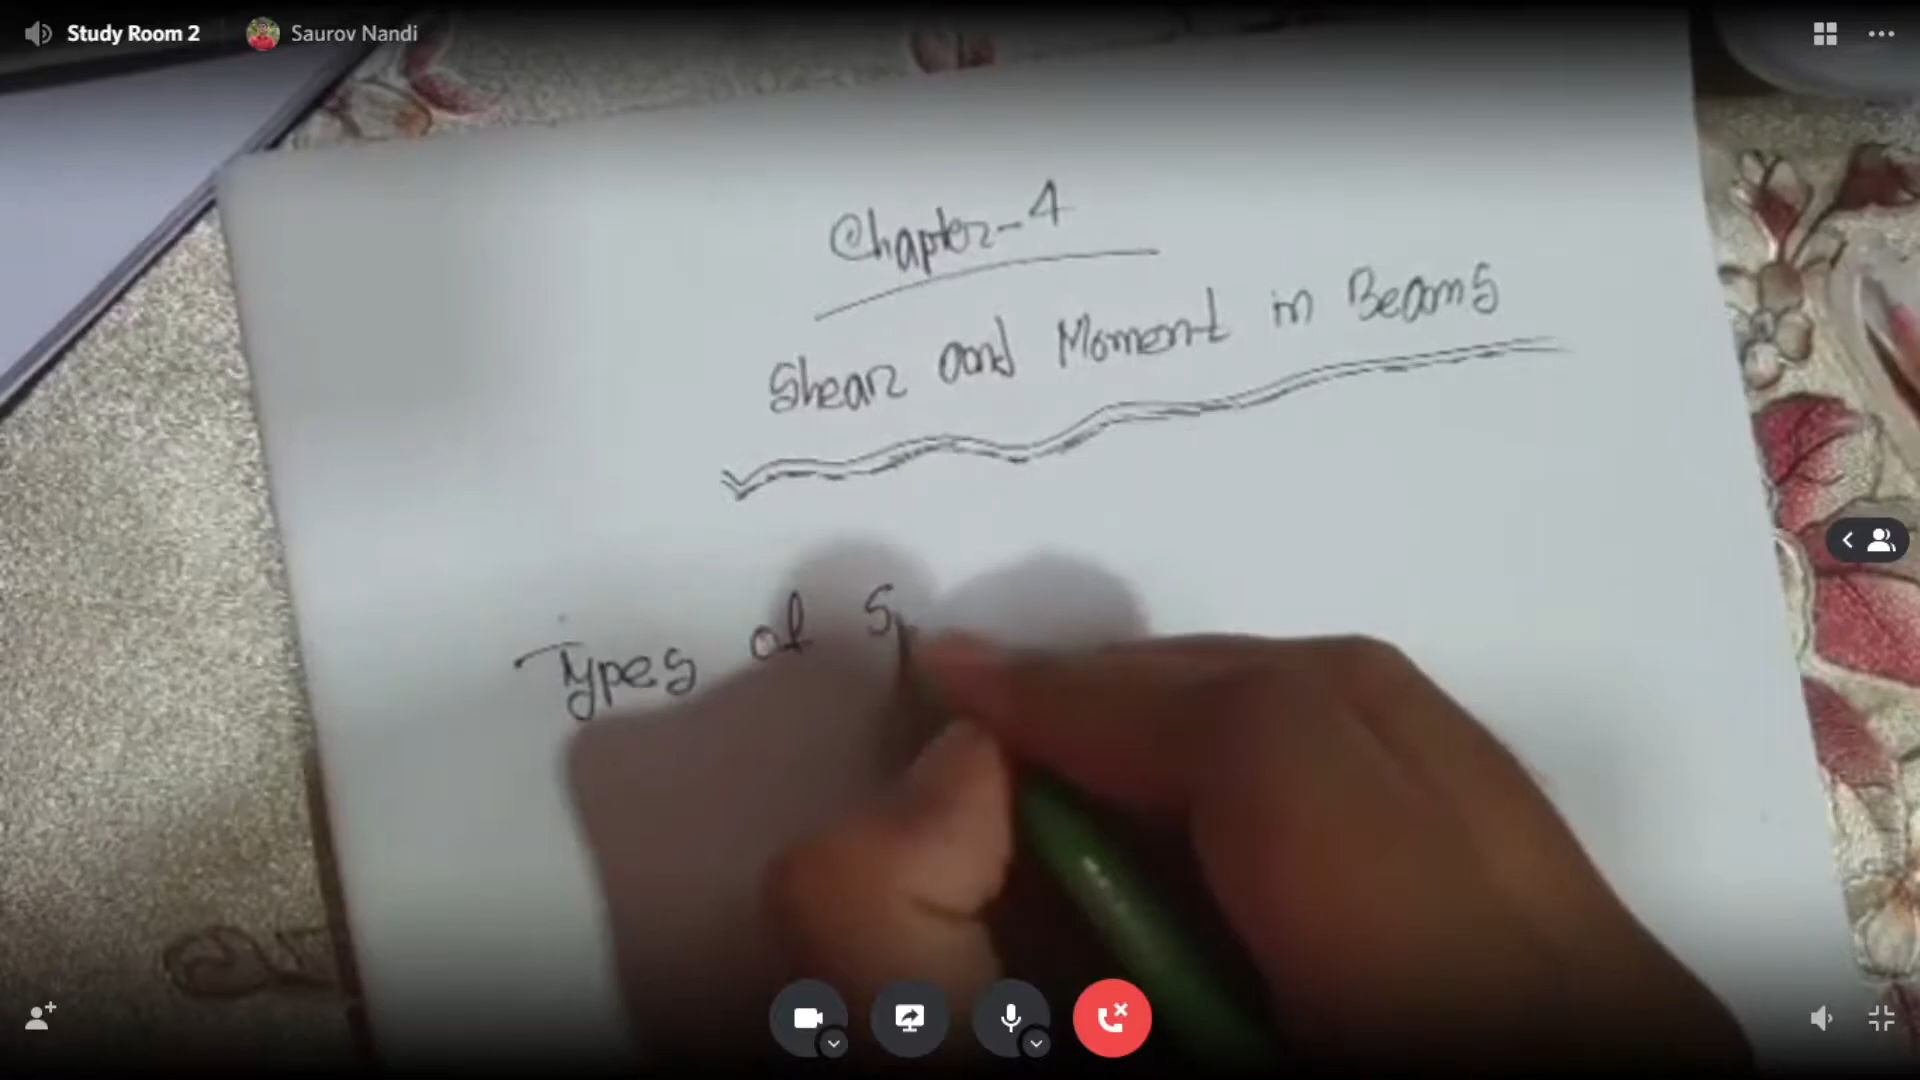 Study Room 2 Saurov Nandi
Chapter-4
Shear and Moment in Beams
Types of S